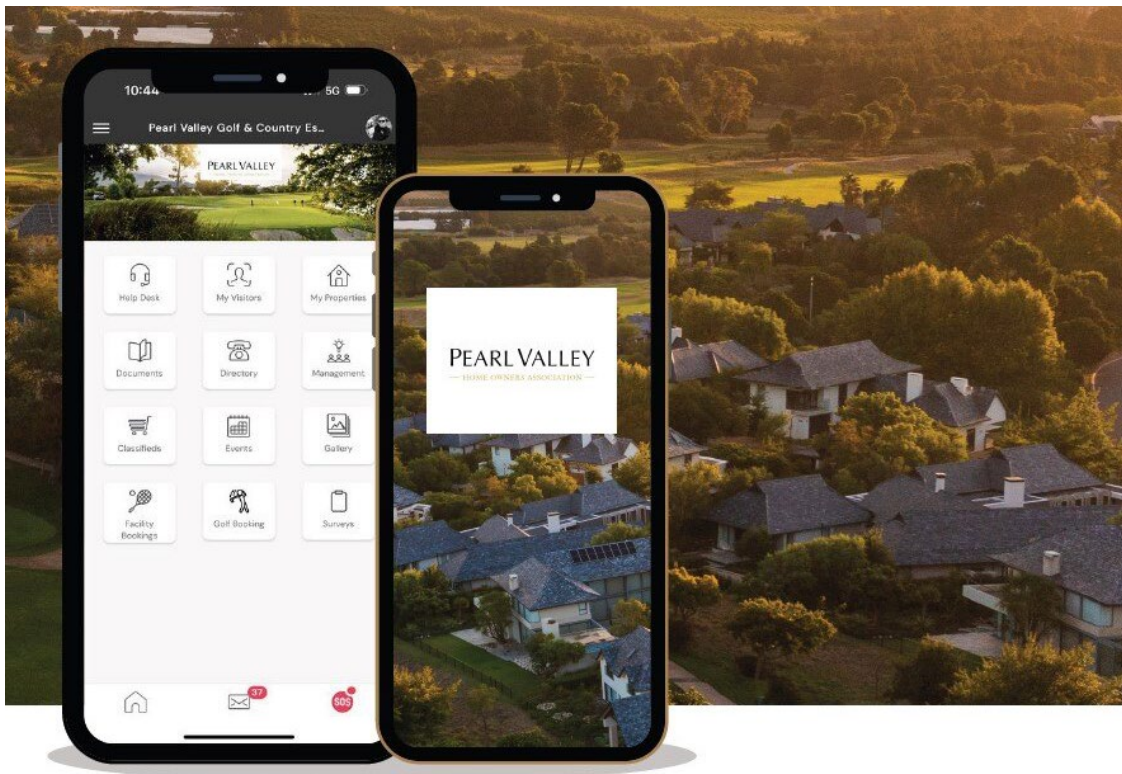 10:44
5G
Pearl Valley Golf & Country Es...
PEARL VALLEY
Help Desk
My Visitors
My Properties
Documents
Directory
Management
Classifieds
Events
Gallery
Facility
Bookings
Golf Booking
Surveys
37
SOS
PEARL VALLEY
HOME OWNERS ASSOCIATION